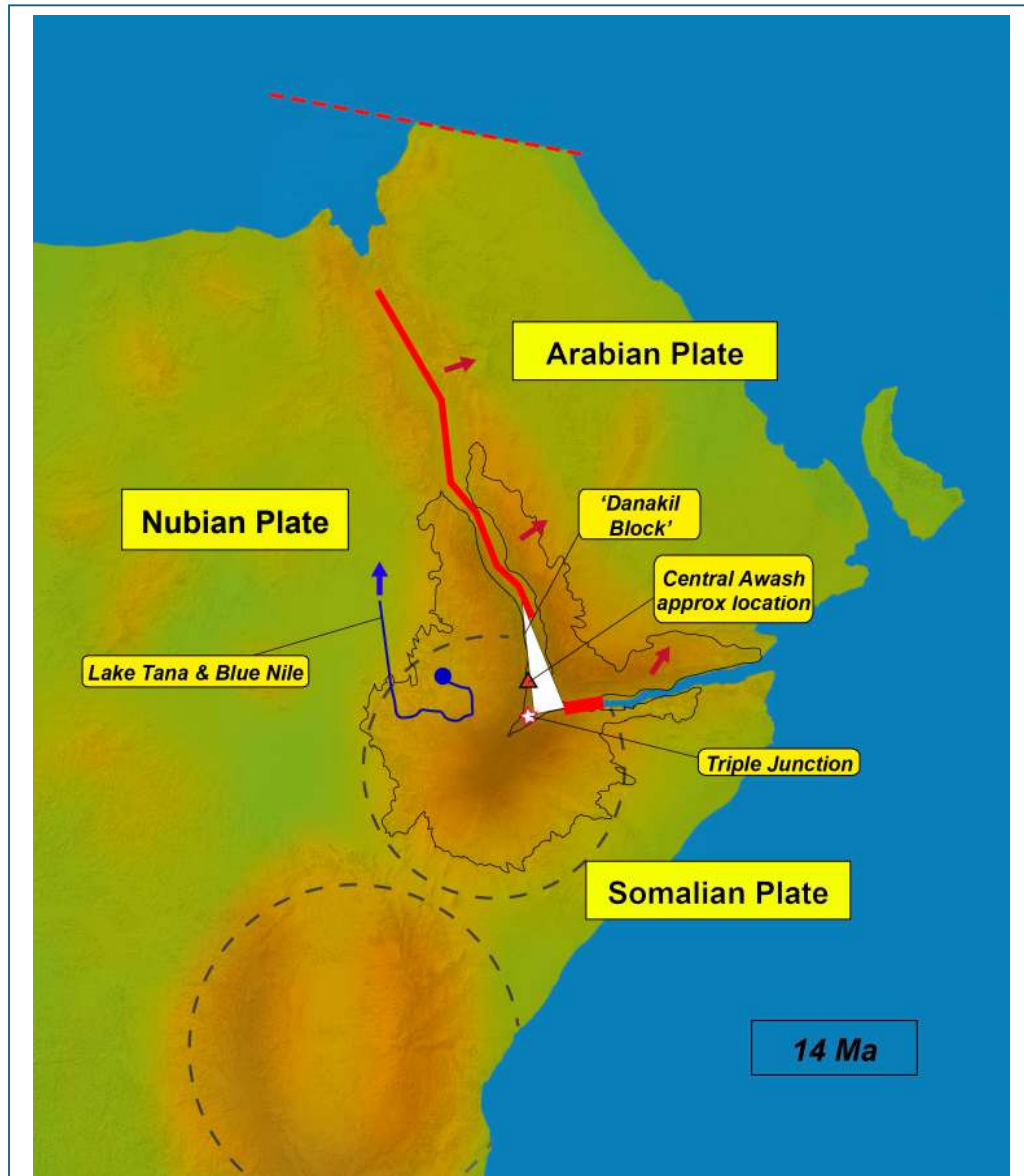 Arabian Plate
Nubian Plate
'Danakil
Block'
Central Awash
approx location
Lake Tana & Blue Nile
Triple Junction
Somalian Plate
14 Ma